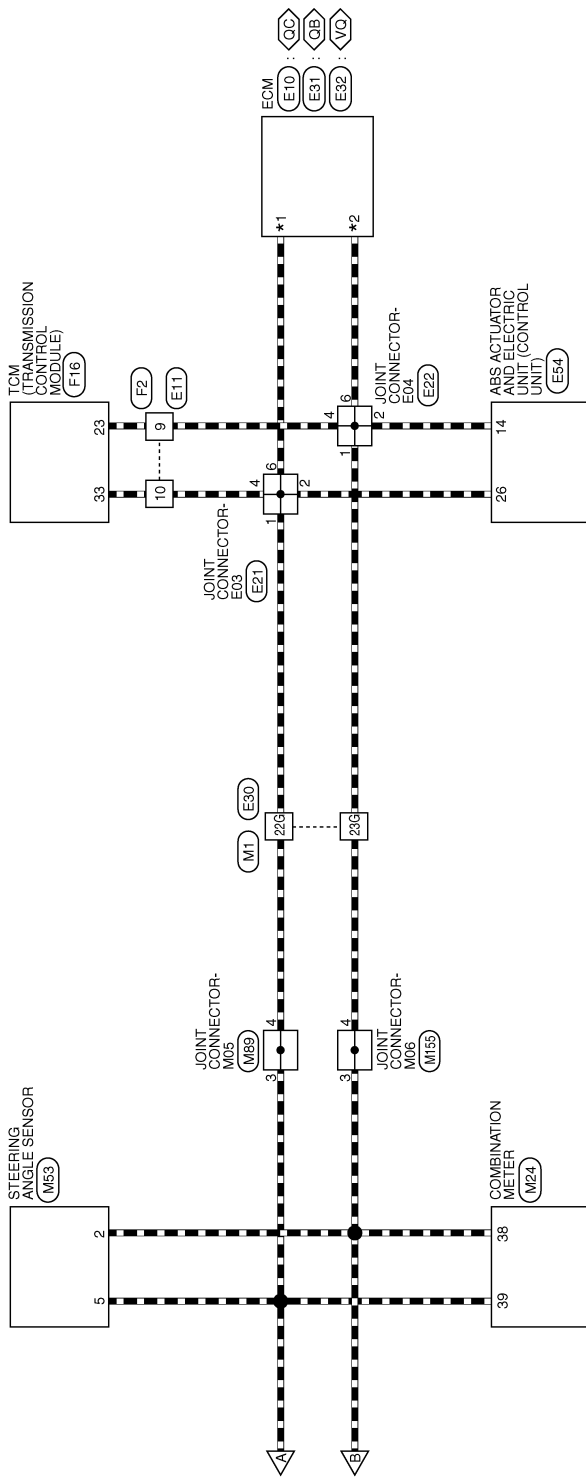 STEERING
ANGLE SENSOR
M53
5
2
A
B
39
38
COMBINATION
METER
M24
JOINT
CONNECTOR-
M05
M89
3
4
3
4
JOINT
CONNECTOR-
M06
M155
M1
E30
22G
23G
TCM
(TRANSMISSION
CONTROL
MODULE)
F16
33
23
F2
10
9
E11
JOINT
CONNECTOR-
E03
E21
4
1
6
2
4
1
6
2
JOINT
CONNECTOR-
E04
E22
26
14
ABS ACTUATOR
AND ELECTRIC
UNIT (CONTROL
UNIT)
E54
ECM
E10 : QC
E31 : QB
E32 : VQ
*1
*2